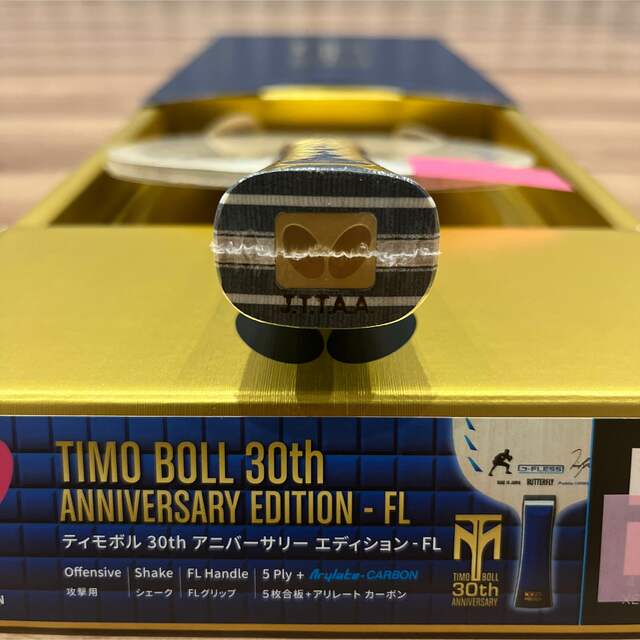 J.T.T.A.A.
TIMO BOLL 30th
ANNIVERSARY EDITION - FL
ティモボル 30th アニバーサリー エディション - FL
Offensive Shake FL Handle 5 Ply + Arylate-CARBON
攻撃用 シェーク FLグリップ 5枚合板+アリレート カーボン
TIMO BOLL
30th
ANNIVERSARY
MADE IN JAPAN BUTTERFLY